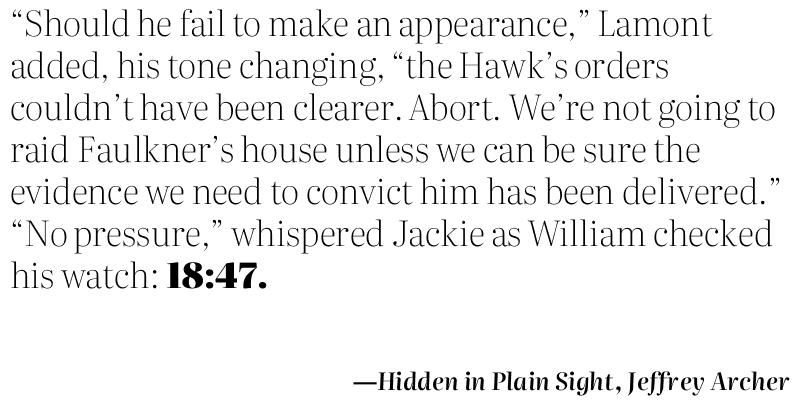 “Should he fail to make an appearance,” Lamont
added, his tone changing, “the Hawk’s orders
couldn’t have been clearer. Abort. We’re not going to
raid Faulkner’s house unless we can be sure the
evidence we need to convict him has been delivered.”
“No pressure,” whispered Jackie as William checked
his watch: 18:47.
—Hidden in Plain Sight, Jeffrey Archer